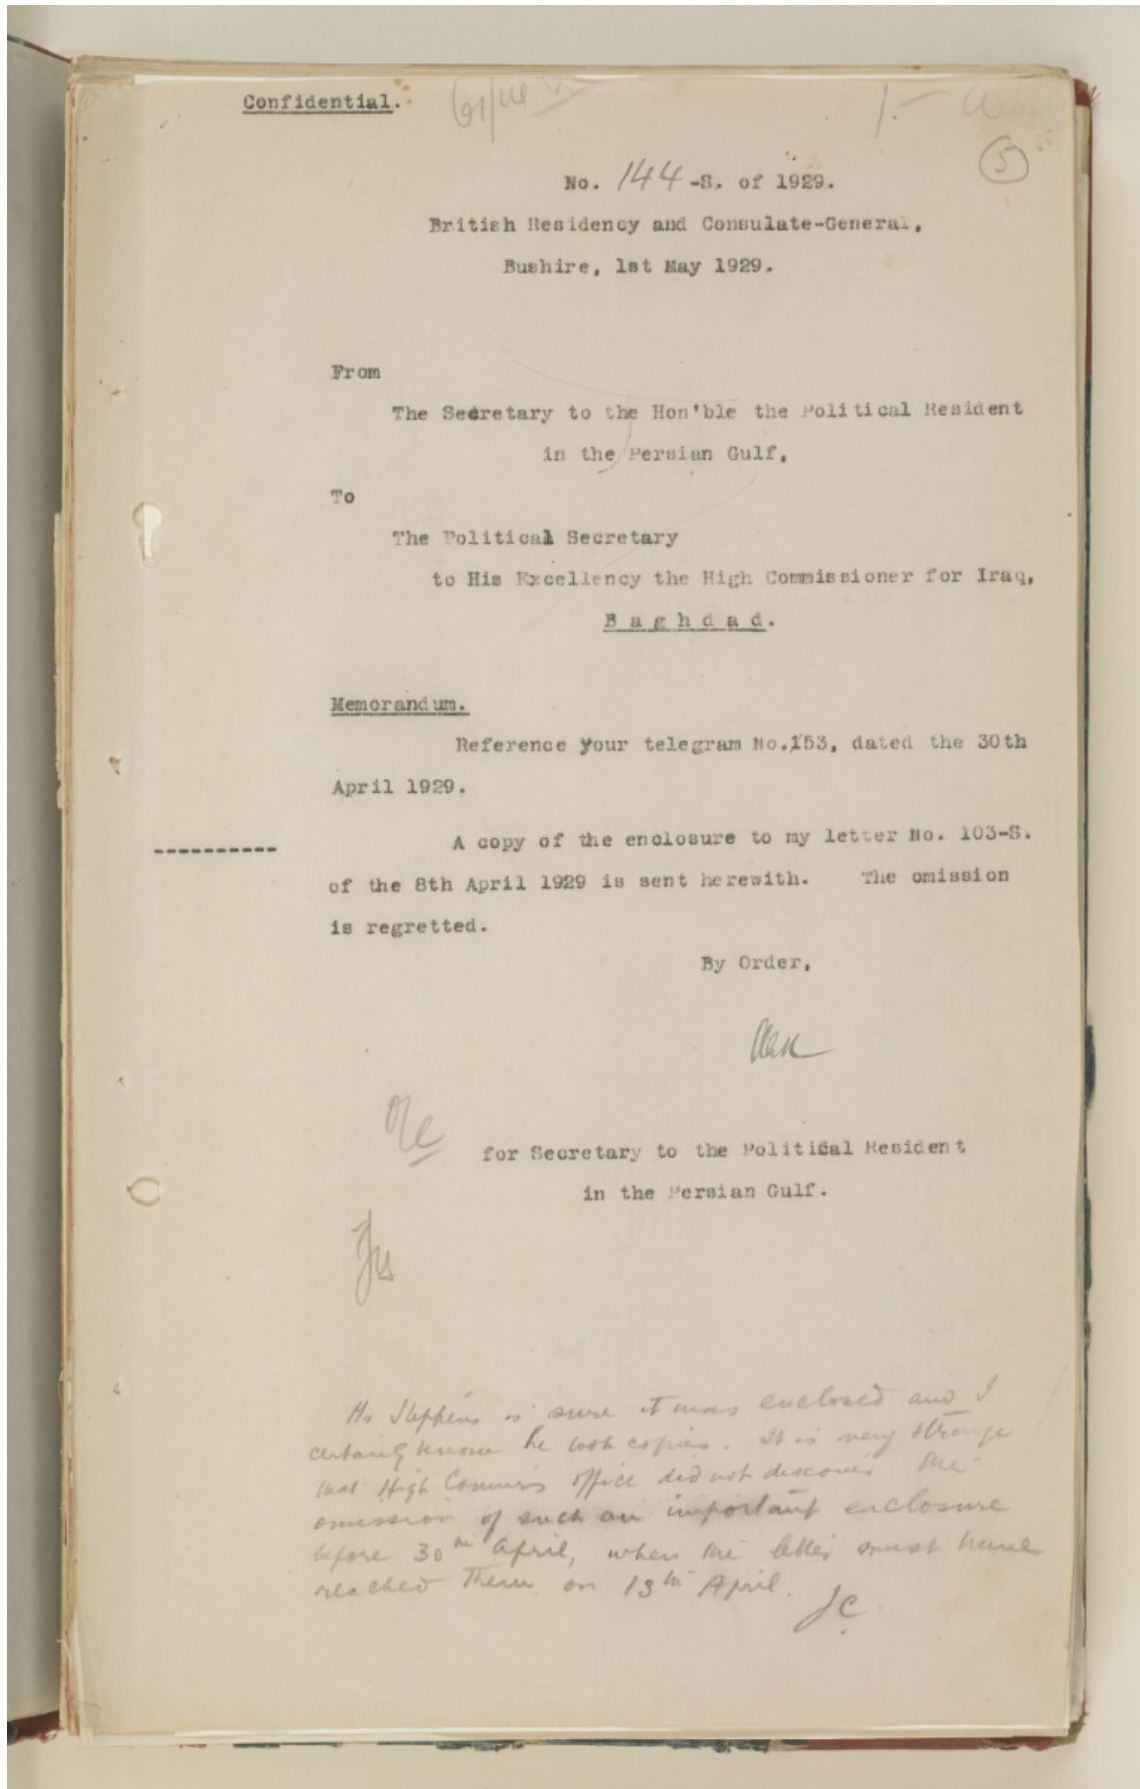 Confidential.
5
No. 144-S. of 1929.
British Residency and Consulate-General,
Bushire, 1st May 1929.
From
The Secretary to the Hon'ble the Political Resident
in the Persian Gulf,
To
The Political Secretary
to His Excellency the High Commissioner for Iraq,
B a g h d a d.
Memorandum.
Reference your telegram No.153, dated the 30th
April 1929.
A copy of the enclosure to my letter No. 103-S.
of the 8th April 1929 is sent herewith. The omission
is regretted.
By Order,
for Secretary to the Political Resident
in the Persian Gulf.
Mr Stephens is sure it was enclosed and I
certainly know he took copies. It is very strange
that High Commr's office did not discover the
omission of such an important enclosure
before 30th April, when the letter must have
reached them on 13th April.
JC.